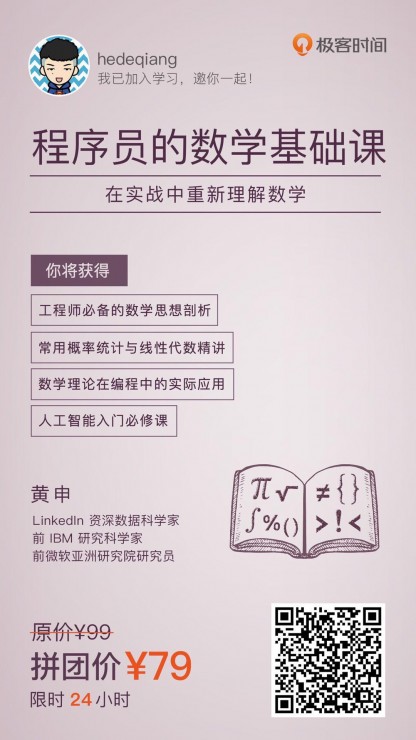 hedeqiang
我已加入学习，邀你一起！
极客时间
程序员的数学基础课
在实战中重新理解数学
你将获得
工程师必备的数学思想剖析
常用概率统计与线性代数精讲
数学理论在编程中的实际应用
人工智能入门必修课
π √ ≠ {}
∫ % () > ! <
黄申
LinkedIn 资深数据科学家
前 IBM 研究科学家
前微软亚洲研究院研究员
原价¥99
拼团价 ¥79
限时 24 小时